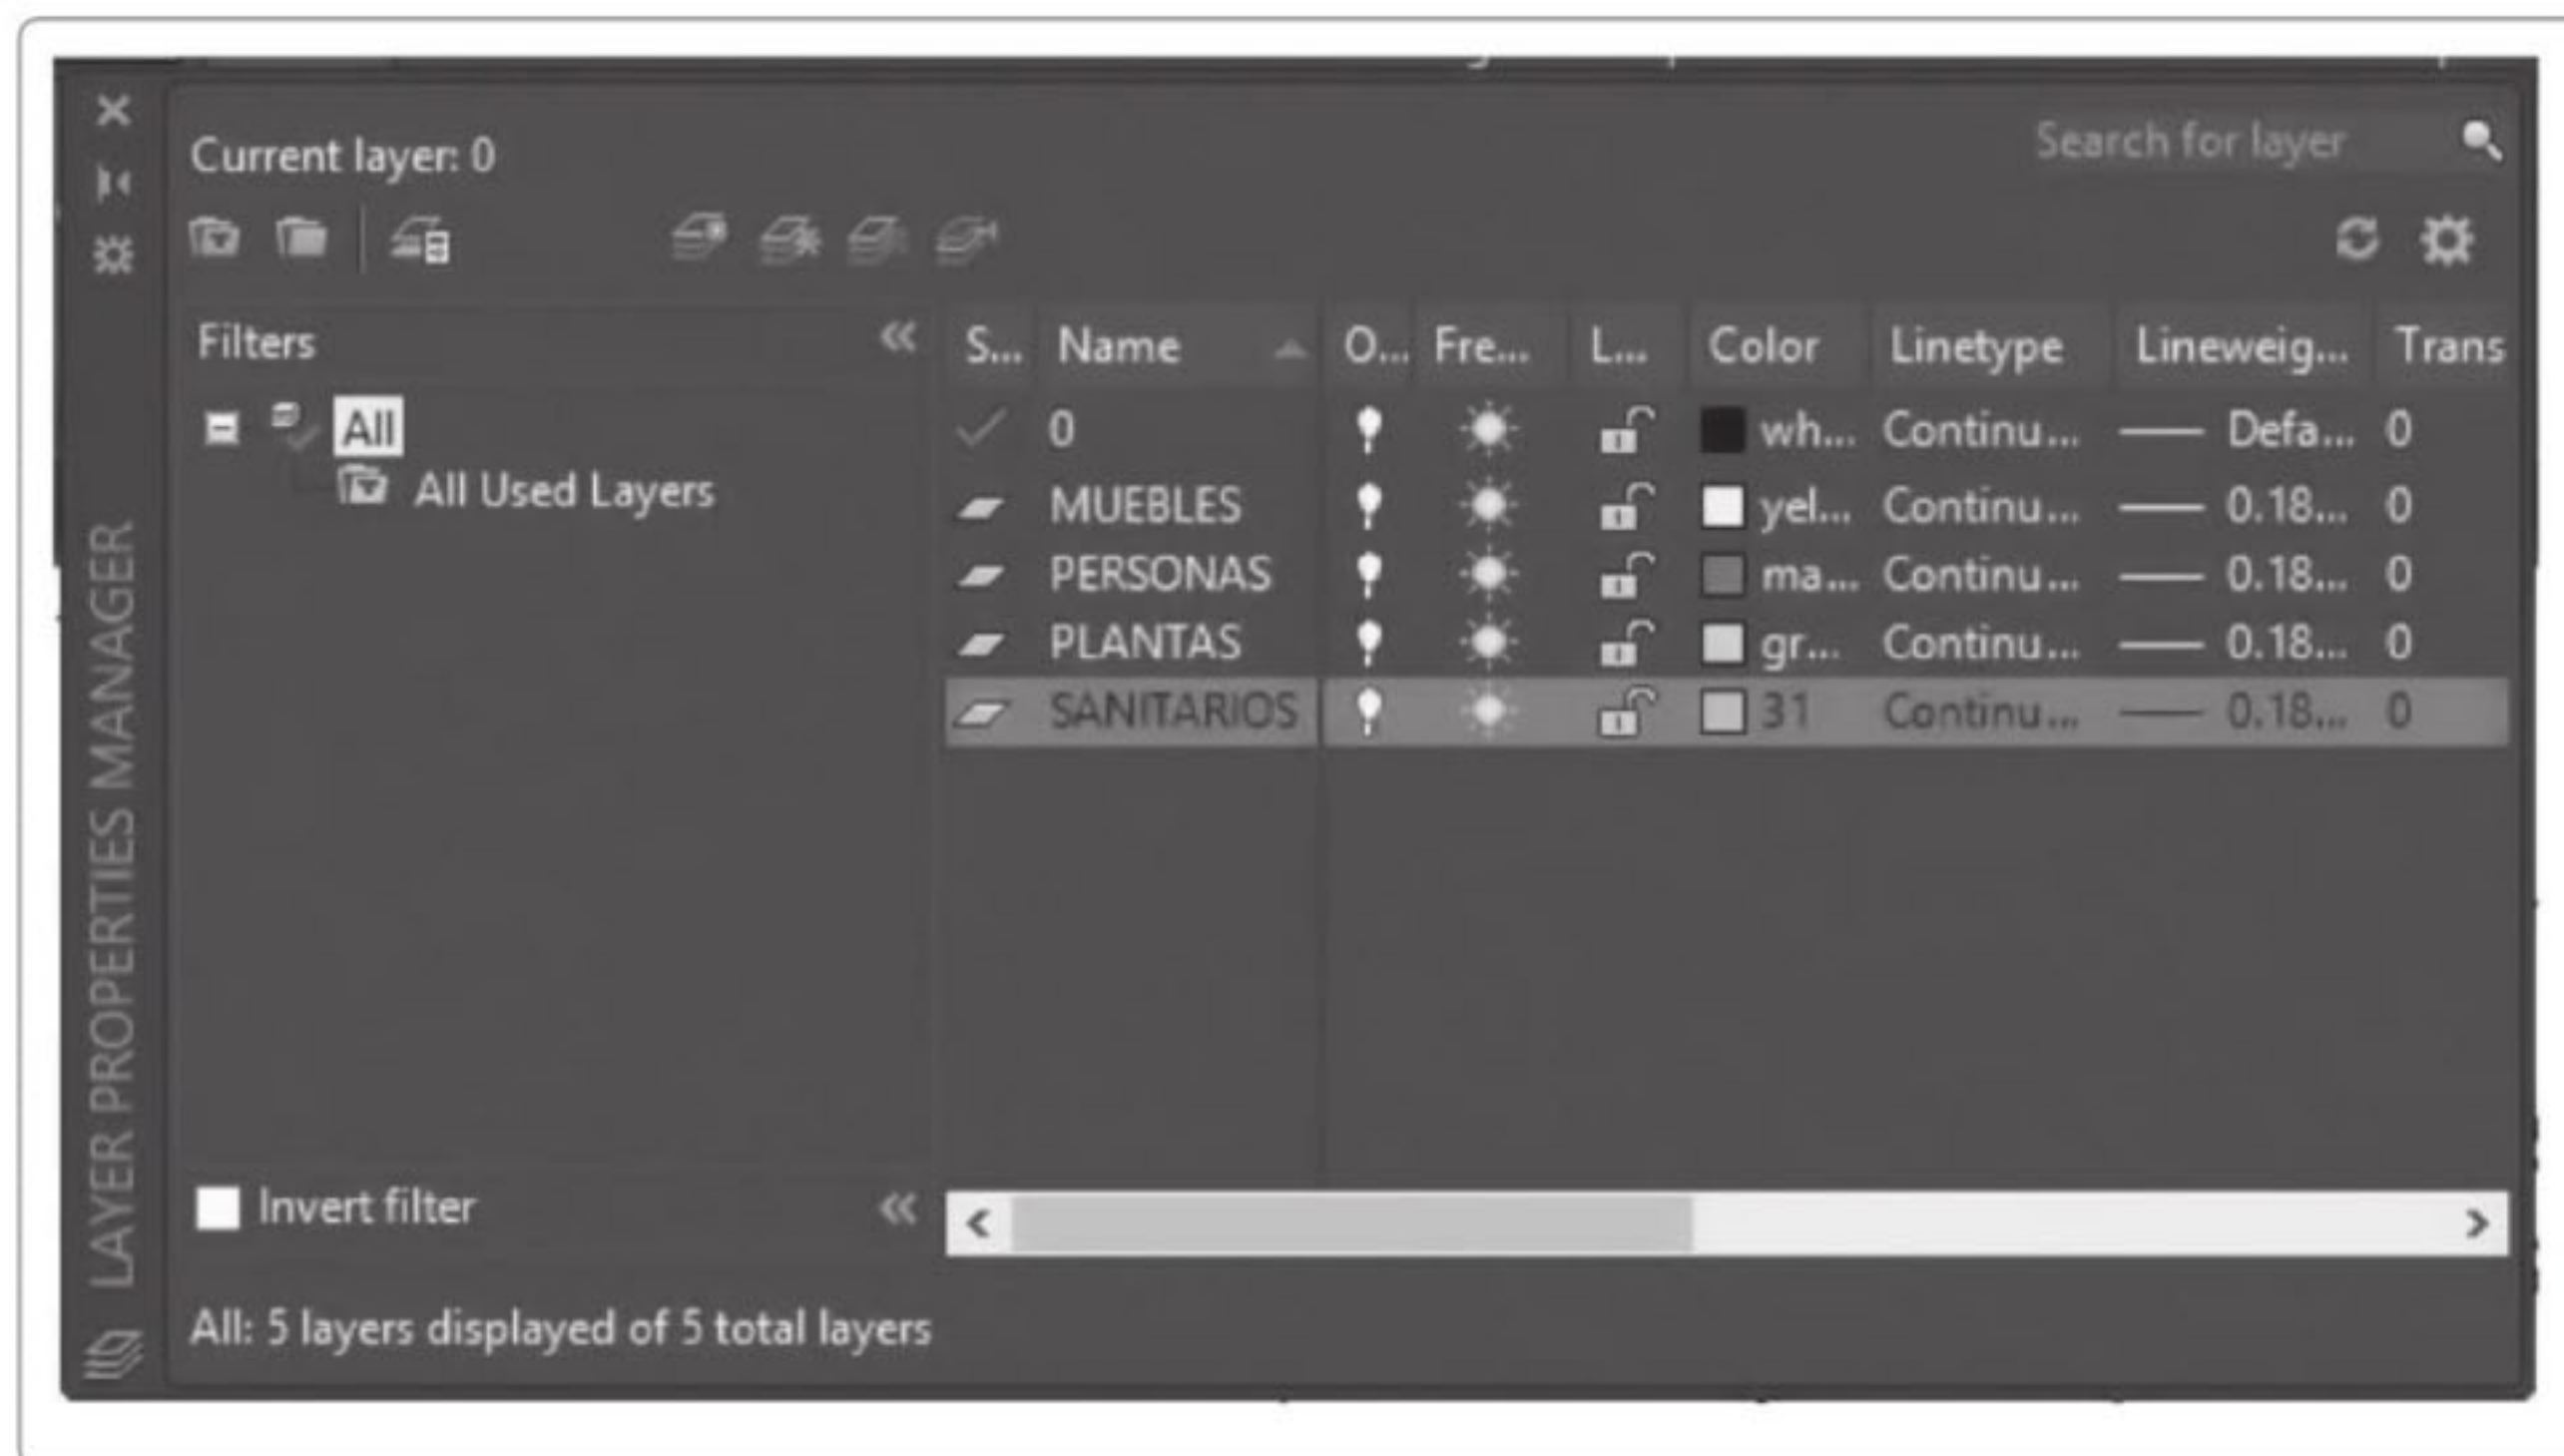 Current layer: 0
Search for layer
Filters
S... Name O... Fre... L... Color Linetype Lineweig... Trans
All
All Used Layers
0 wh... Continu... Defa... 0
MUEBLES yel... Continu... 0.18... 0
PERSONAS ma... Continu... 0.18... 0
PLANTAS gr... Continu... 0.18... 0
SANITARIOS 31 Continu... 0.18... 0
Invert filter
All: 5 layers displayed of 5 total layers
LAYER PROPERTIES MANAGER